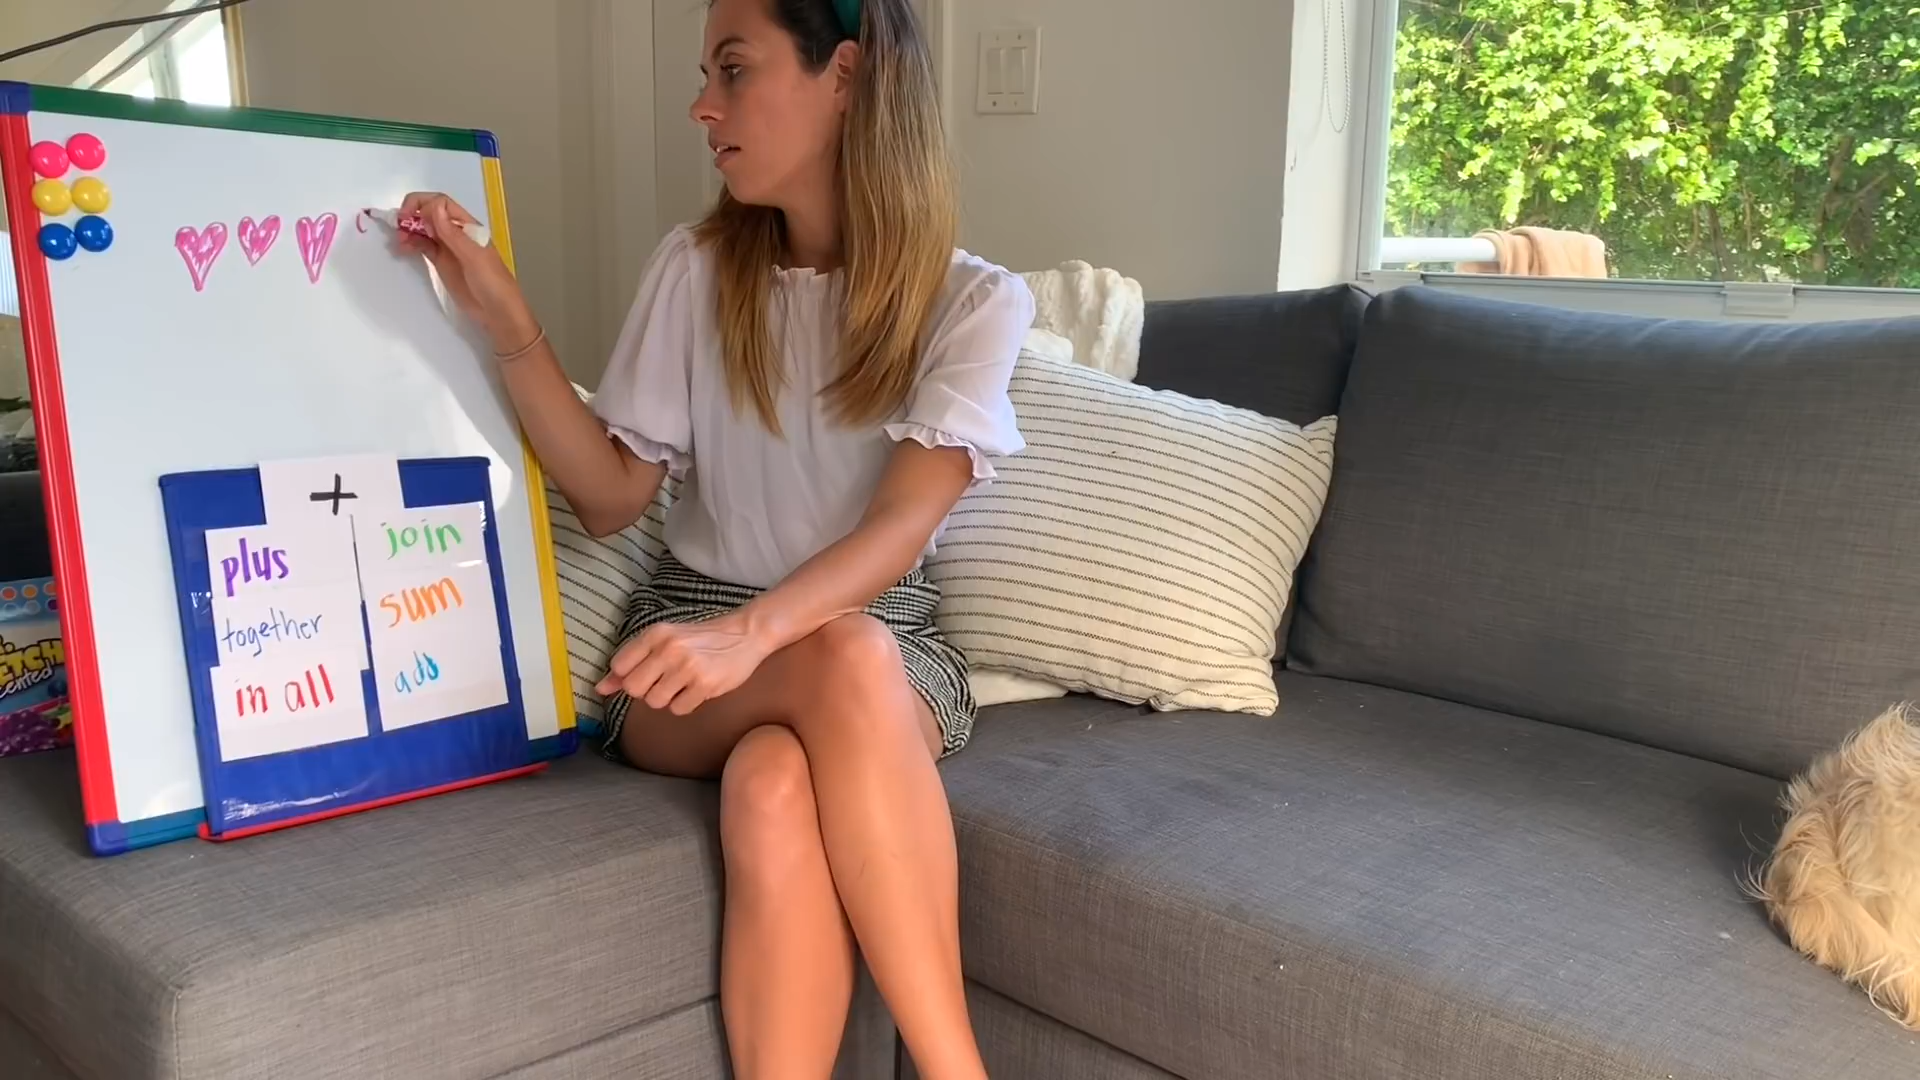 +
plus
join
together
sum
in all
add